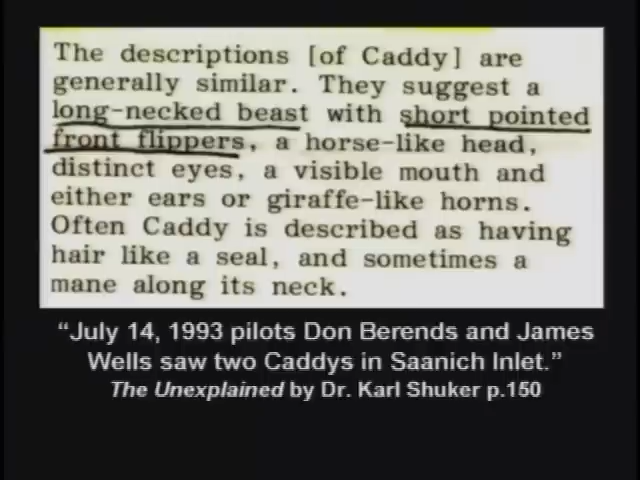 The descriptions [of Caddy] are
generally similar. They suggest a
long-necked beast with short pointed
front flippers, a horse-like head,
distinct eyes, a visible mouth and
either ears or giraffe-like horns.
Often Caddy is described as having
hair like a seal, and sometimes a
mane along its neck.
“July 14, 1993 pilots Don Berends and James
Wells saw two Caddys in Saanich Inlet.”
The Unexplained by Dr. Karl Shuker p.150